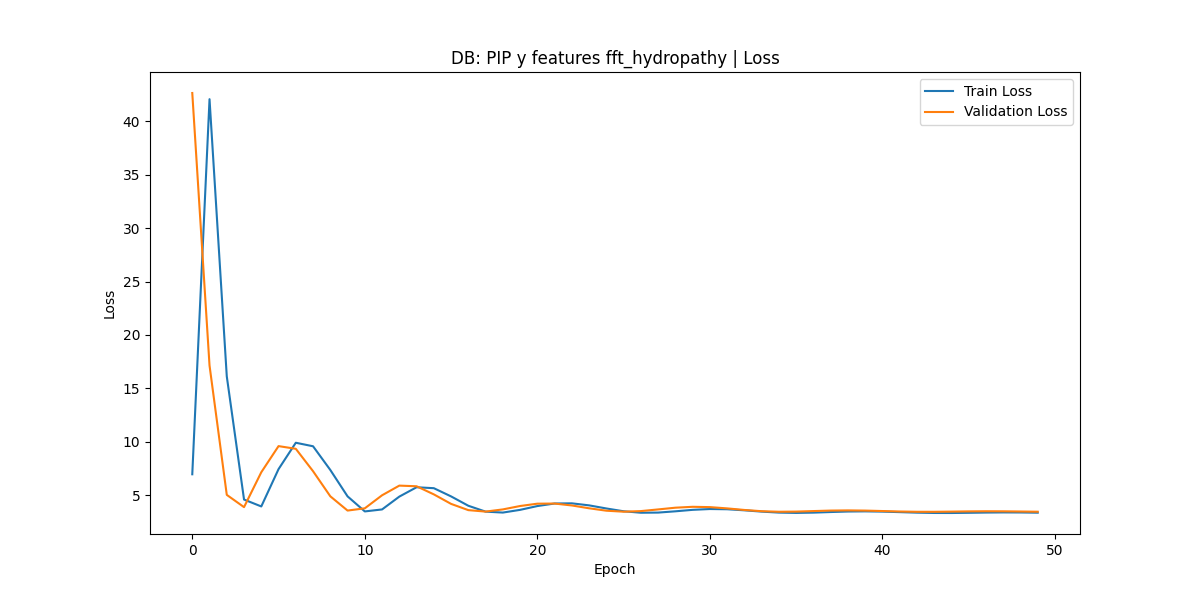 DB: PIP y features fft_hydropathy | Loss
Train Loss
Validation Loss
40
35
30
25
20
15
10
5
Loss
0 10 20 30 40 50
Epoch